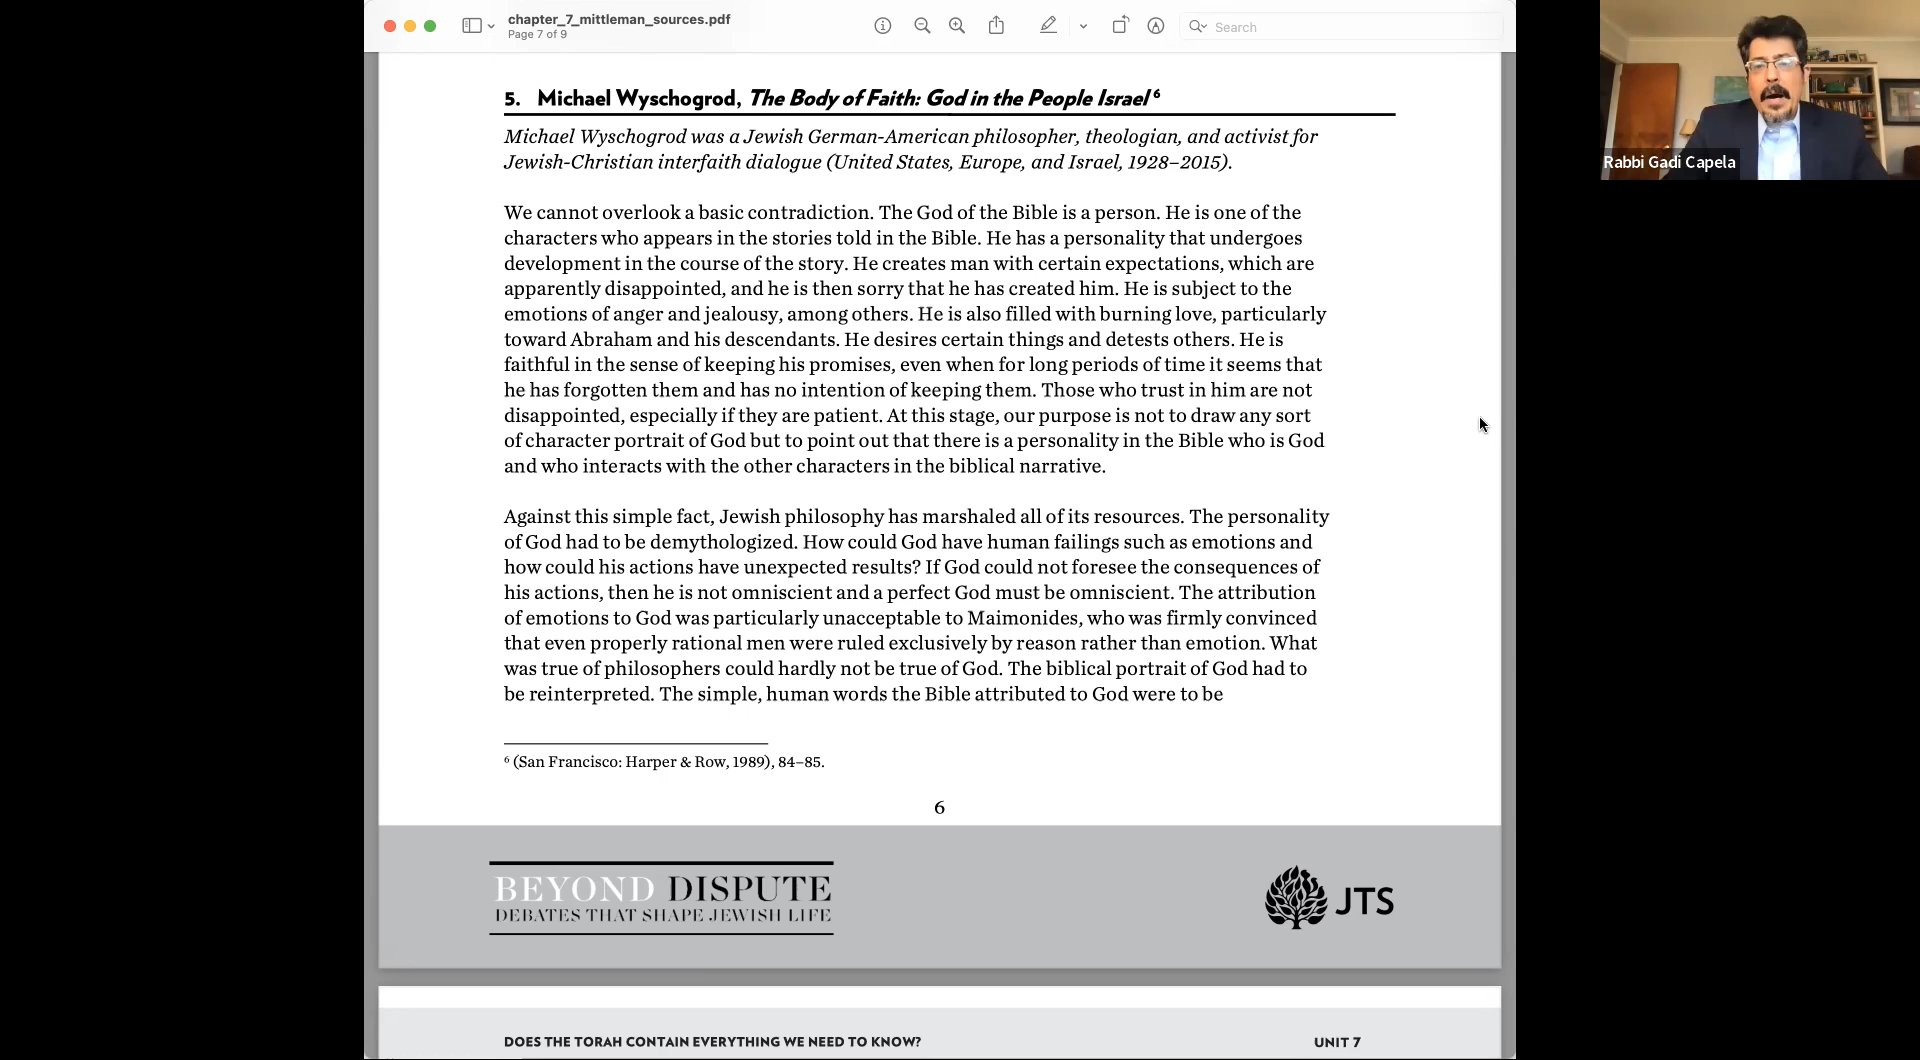 chapter_7_mittleman_sources.pdf
Page 7 of 9
Search
Rabbi Gadi Capela
5. Michael Wyschogrod, The Body of Faith: God in the People Israel 6
Michael Wyschogrod was a Jewish German-American philosopher, theologian, and activist for
Jewish-Christian interfaith dialogue (United States, Europe, and Israel, 1928–2015).
We cannot overlook a basic contradiction. The God of the Bible is a person. He is one of the
characters who appears in the stories told in the Bible. He has a personality that undergoes
development in the course of the story. He creates man with certain expectations, which are
apparently disappointed, and he is then sorry that he has created him. He is subject to the
emotions of anger and jealousy, among others. He is also filled with burning love, particularly
toward Abraham and his descendants. He desires certain things and detests others. He is
faithful in the sense of keeping his promises, even when for long periods of time it seems that
he has forgotten them and has no intention of keeping them. Those who trust in him are not
disappointed, especially if they are patient. At this stage, our purpose is not to draw any sort
of character portrait of God but to point out that there is a personality in the Bible who is God
and who interacts with the other characters in the biblical narrative.
Against this simple fact, Jewish philosophy has marshaled all of its resources. The personality
of God had to be demythologized. How could God have human failings such as emotions and
how could his actions have unexpected results? If God could not foresee the consequences of
his actions, then he is not omniscient and a perfect God must be omniscient. The attribution
of emotions to God was particularly unacceptable to Maimonides, who was firmly convinced
that even properly rational men were ruled exclusively by reason rather than emotion. What
was true of philosophers could hardly not be true of God. The biblical portrait of God had to
be reinterpreted. The simple, human words the Bible attributed to God were to be
6 (San Francisco: Harper & Row, 1989), 84–85.
6
BEYOND DISPUTE
DEBATES THAT SHAPE JEWISH LIFE
JTS
DOES THE TORAH CONTAIN EVERYTHING WE NEED TO KNOW?
UNIT 7